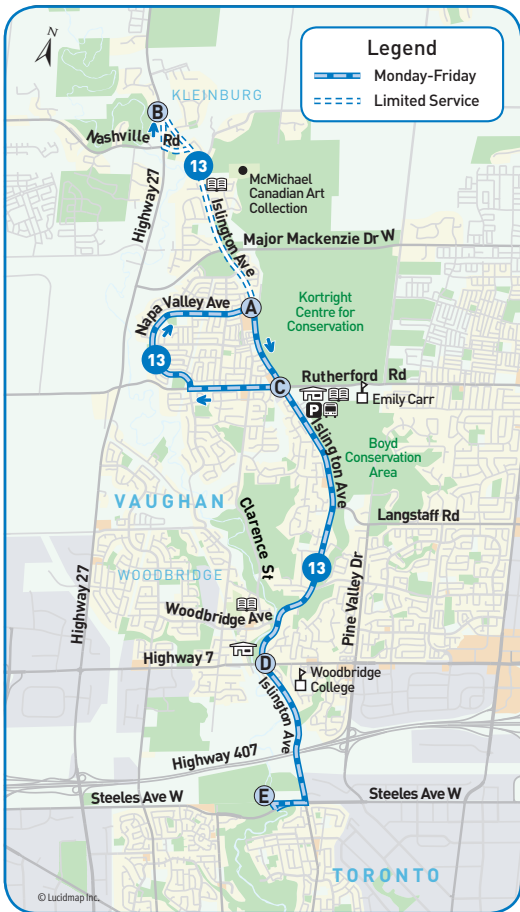 N
Legend
Monday-Friday
Limited Service
B
KLEINBURG
Nashville Rd
Highway 27
13
McMichael
Canadian Art
Collection
Islington Ave
Major Mackenzie Dr W
Napa Valley Ave
A
Kortright
Centre for
Conservation
13
Rutherford Rd
C
Emily Carr
P
Islington Ave
Boyd
Conservation
Area
VAUGHAN
Clarence St
Langstaff Rd
13
WOODBRIDGE
Pine Valley Dr
Highway 27
Woodbridge Ave
Highway 7
D
Woodbridge
College
Islington Ave
Highway 407
Steeles Ave W
E
Steeles Ave W
TORONTO
© Lucidmap Inc.